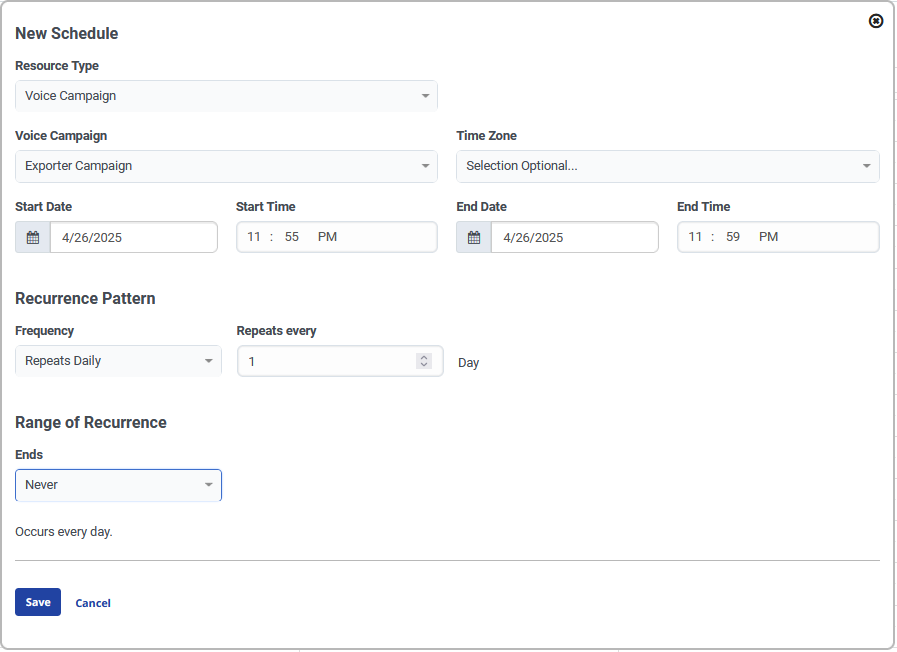 New Schedule
Resource Type
Voice Campaign
Voice Campaign Time Zone
Exporter Campaign Selection Optional...
Start Date Start Time End Date End Time
4/26/2025 11 : 55 PM 4/26/2025 11 : 59 PM
Recurrence Pattern
Frequency Repeats every
Repeats Daily 1 Day
Range of Recurrence
Ends
Never
Occurs every day.
Save Cancel